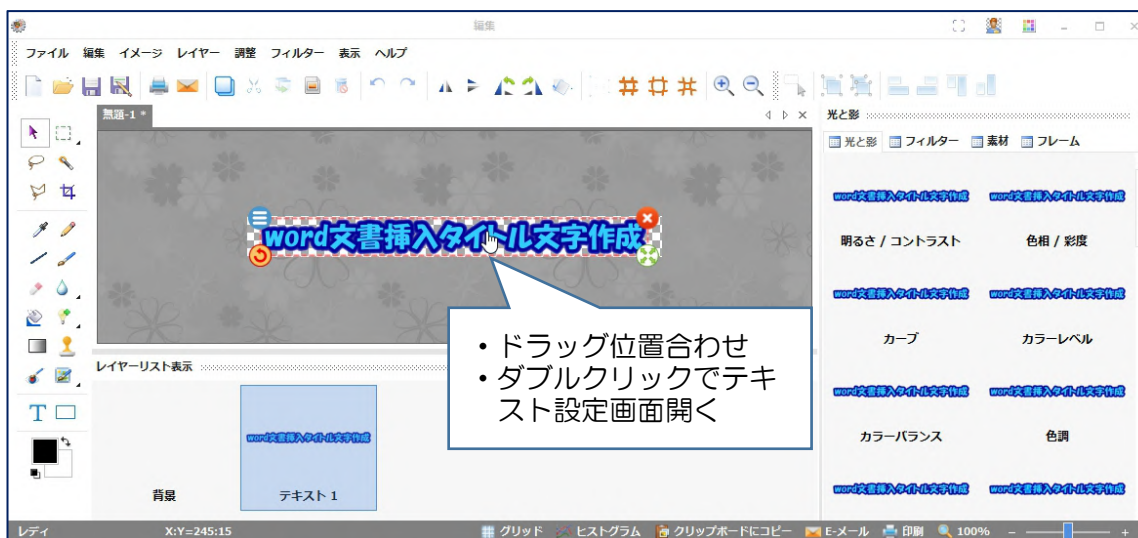 編集
ファイル 編集 イメージ レイヤー 調整 フィルター 表示 ヘルプ
無題-1 *
光と影
光と影 フィルター 素材 フレーム
word文書挿入タイトル文字作成
word文書挿入タイトル文字作成 word文書挿入タイトル文字作成
明るさ / コントラスト 色相 / 彩度
word文書挿入タイトル文字作成 word文書挿入タイトル文字作成
カーブ カラーレベル
word文書挿入タイトル文字作成 word文書挿入タイトル文字作成
カラーバランス 色調
word文書挿入タイトル文字作成 word文書挿入タイトル文字作成
・ドラッグ位置合わせ
・ダブルクリックでテキ
スト設定画面開く
レイヤーリスト表示
word文書挿入タイトル文字作成
背景 テキスト 1
レディ X:Y=245:15 グリッド ヒストグラム クリップボードにコピー E-メール 印刷 100%